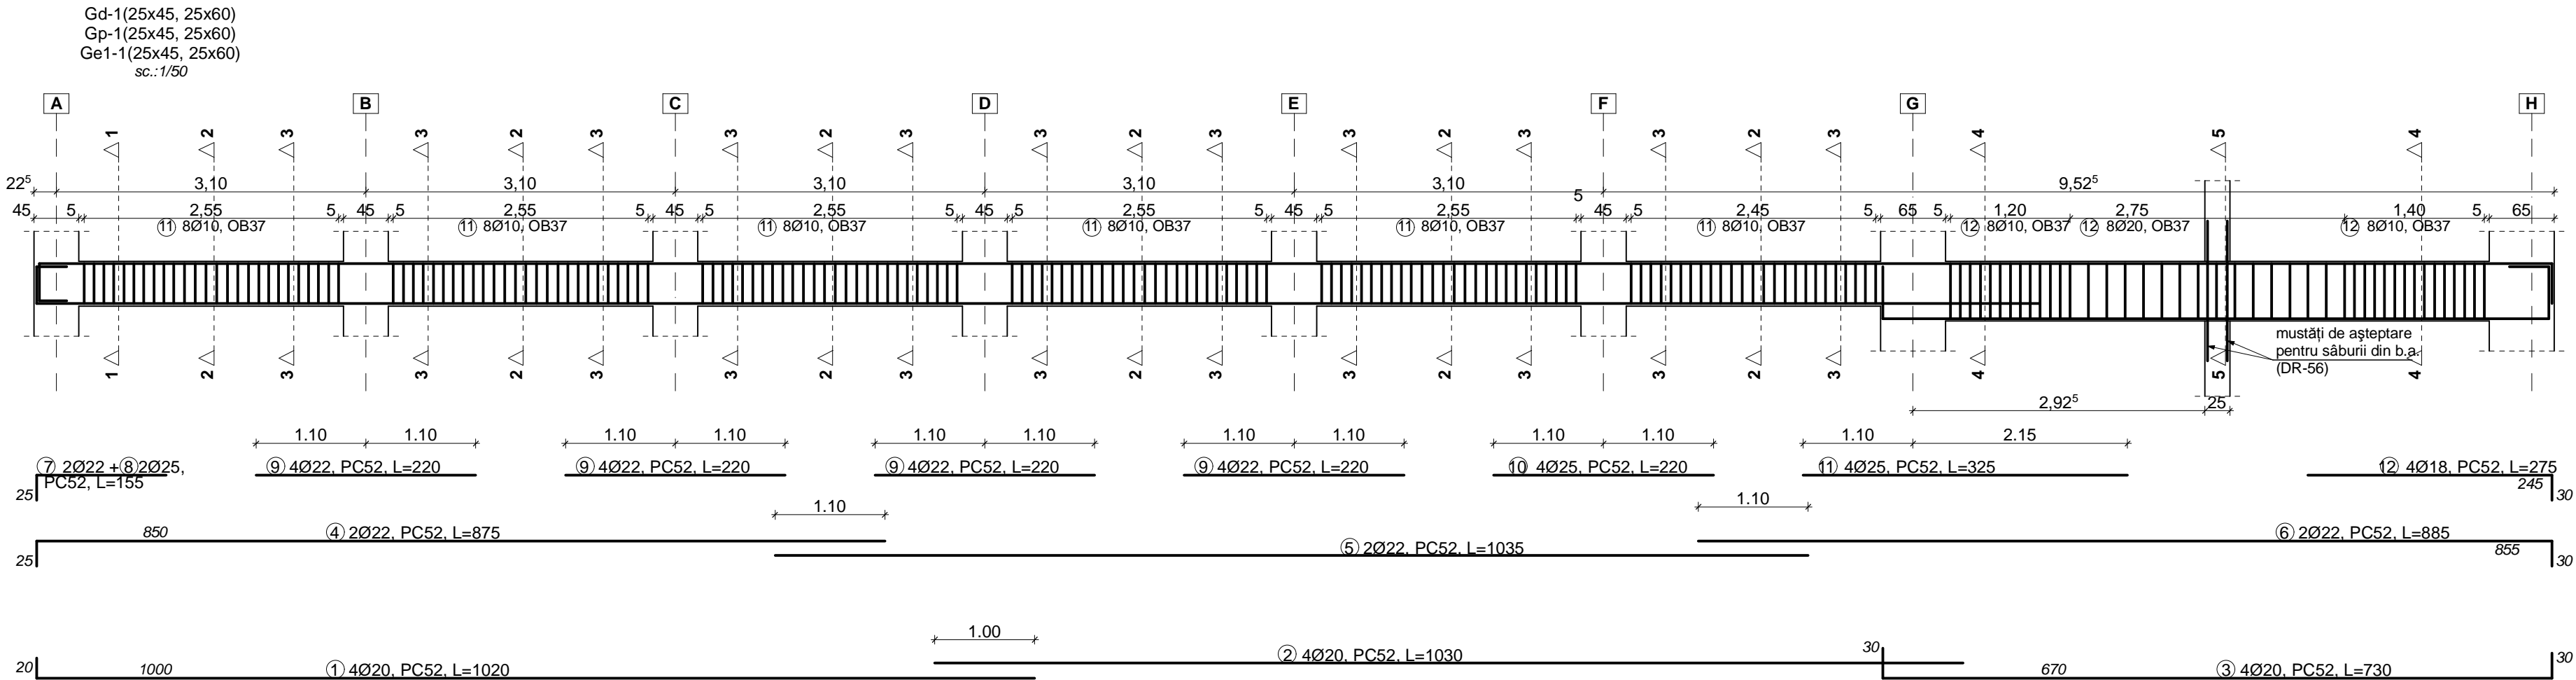 Gd-1(25x45, 25x60)
Gp-1(25x45, 25x60)
Ge1-1(25x45, 25x60)
sc.:1/50
A B C D E F G H
1 2 3 3 2 3 3 2 3 3 2 3 3 2 3 3 2 3 4 5 4
22⁵ 3,10 3,10 3,10 3,10 3,10 9,52⁵
5
45 5 2,55 5 45 5 2,55 5 45 5 2,55 5 45 5 2,55 5 45 5 2,55 45 5 2,45 5 65 5 1,20 2,75 1,40 5 65
⑪ 8Ø10, OB37 ⑪ 8Ø10, OB37 ⑪ 8Ø10, OB37 ⑪ 8Ø10, OB37 ⑪ 8Ø10, OB37 ⑪ 8Ø10, OB37 ⑫ 8Ø10, OB37 ⑫ 8Ø20, OB37 ⑫ 8Ø10, OB37
mustăți de aşteptare
pentru sâburii din b.a.
(DR-56)
1 2 3 3 2 3 3 2 3 3 2 3 3 2 3 3 2 3 4 5 4
2,92⁵ 25
1.10 1.10 1.10 1.10 1.10 1.10 1.10 1.10 1.10 1.10 1.10 2.15
⑦ 2Ø22 +⑧2Ø25,
PC52, L=155
25
⑨ 4Ø22, PC52, L=220 ⑨ 4Ø22, PC52, L=220 ⑨ 4Ø22, PC52, L=220 ⑨ 4Ø22, PC52, L=220 ⑩ 4Ø25, PC52, L=220 ⑪ 4Ø25, PC52, L=325 ⑫ 4Ø18, PC52, L=275
245 30
1.10 1.10
850 ④ 2Ø22, PC52, L=875
25
⑤ 2Ø22, PC52, L=1035
⑥ 2Ø22, PC52, L=885
855 30
1.00
20 1000 ① 4Ø20, PC52, L=1020
② 4Ø20, PC52, L=1030
30 670 ③ 4Ø20, PC52, L=730 30